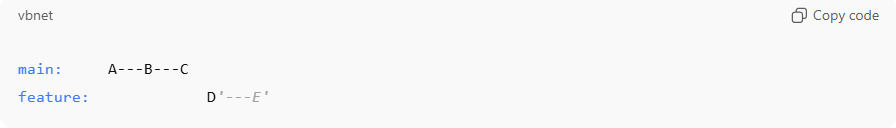 vbnet
Copy code
main:     A---B---C
feature:             D'---E'